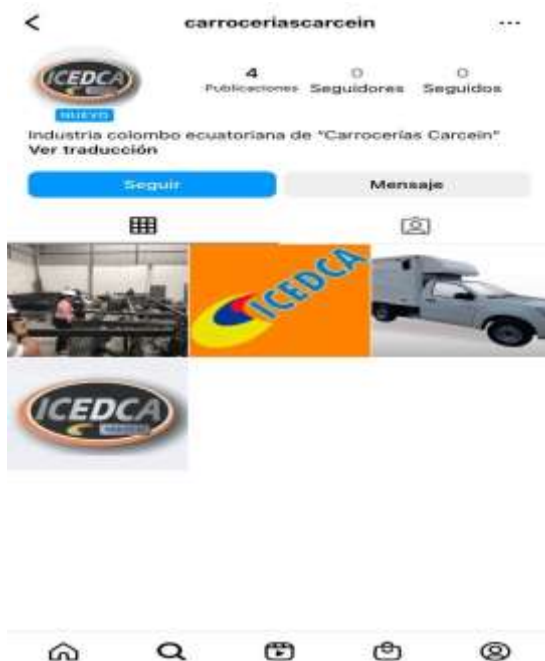 carroceriascarcein
ICEDCA
4
0
0
Publicaciones
Seguidores
Seguidos
NUEVO
Industria colombo ecuatoriana de "Carrocerías Carcein"
Ver traducción
Seguir
Mensaje
ICEDCA
ICEDCA